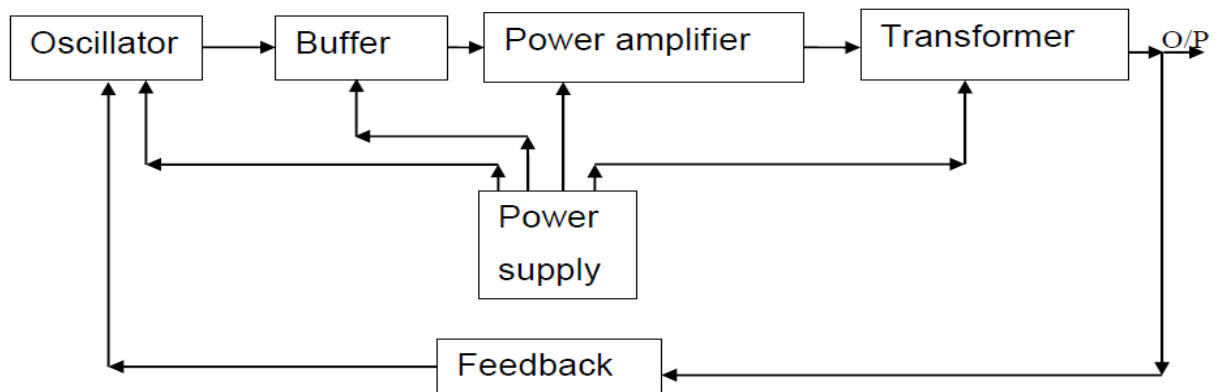 Oscillator
Buffer
Power amplifier
Transformer
O/P
Power
supply
Feedback